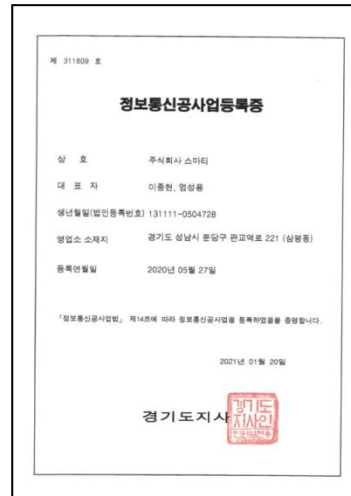 제 311809 호
정보통신공사업등록증
상 호 주식회사 스마티
대 표 자 이종현, 엄성용
생년월일(법인등록번호) 131111-0504728
영업소 소재지 경기도 성남시 분당구 판교역로 221 (삼평동)
등록연월일 2020년 05월 27일
「정보통신공사업법」 제14조에 따라 정보통신공사업을 등록하였음을 증명합니다.
2021년 01월 20일
경기도지사
경기도
지사인